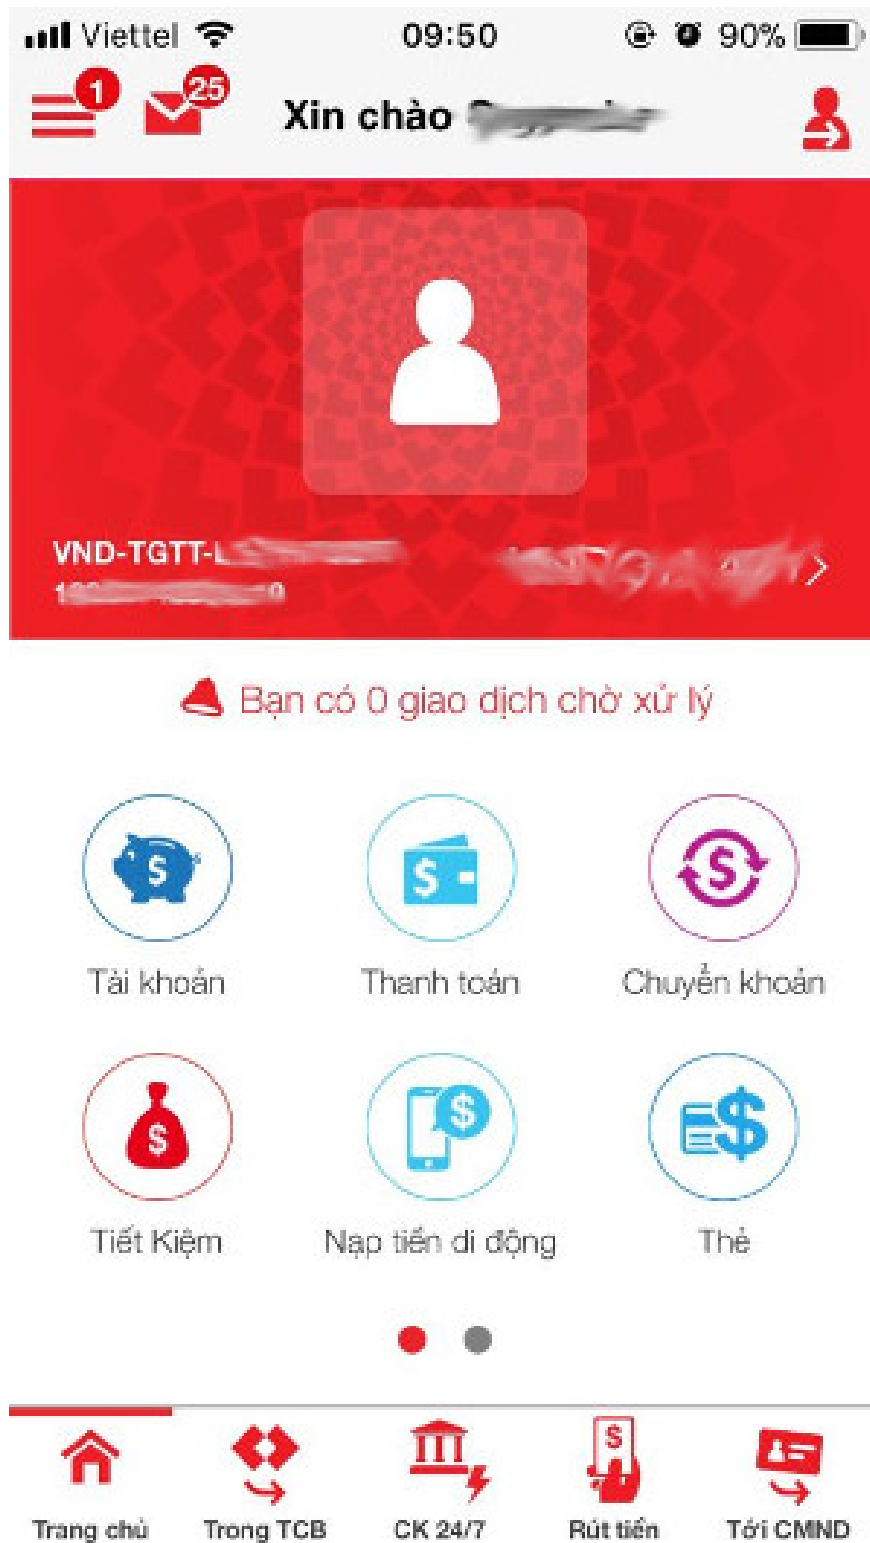 Viettel 09:50 90%
1 25
Xin chào
VND-TGTT-
Bạn có 0 giao dịch chờ xử lý
Tài khoản Thanh toán Chuyển khoản
Tiết Kiệm Nạp tiền di động Thẻ
Trang chủ Trong TCB CK 24/7 Rút tiền Tới CMND